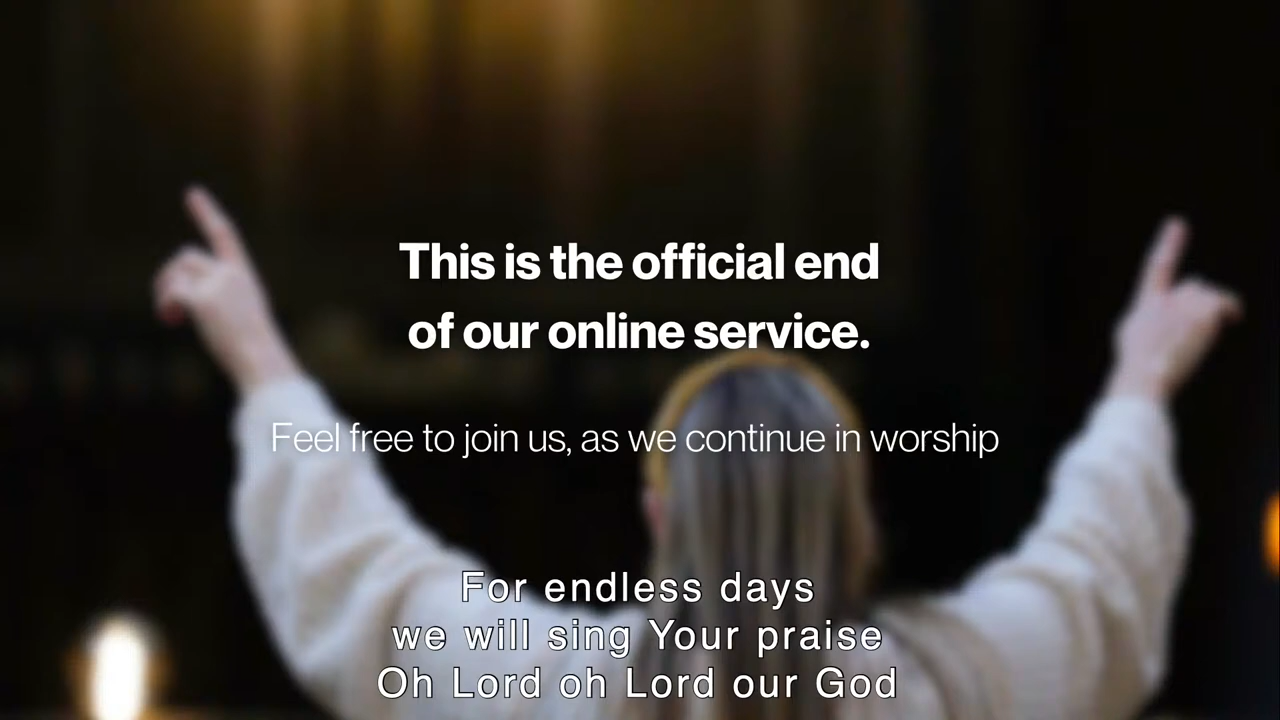 This is the official end
of our online service.
Feel free to join us, as we continue in worship
For endless days
we will sing Your praise
Oh Lord oh Lord our God